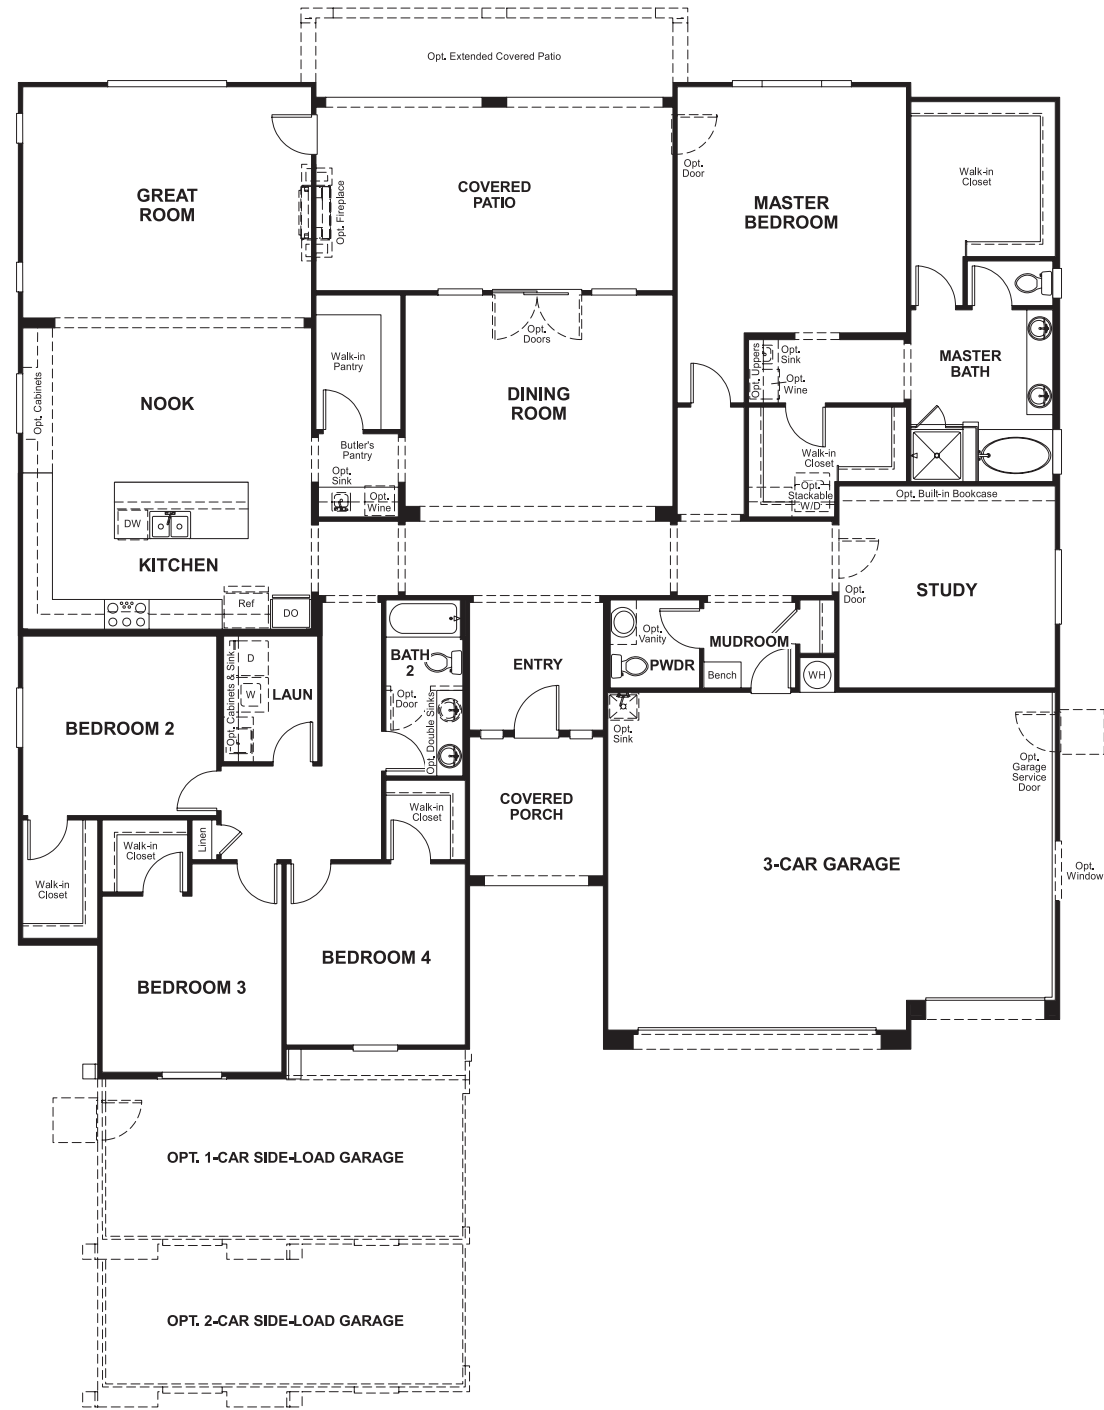 Opt. Extended Covered Patio
GREAT
ROOM
Opt. Fireplace
COVERED
PATIO
Opt.
Door
MASTER
BEDROOM
Walk-in
Closet
Opt. Cabinets
NOOK
Walk-in
Pantry
Opt.
Doors
DINING
ROOM
Opt. Uppers
Opt.
Sink
Opt.
Wine
MASTER
BATH
Butler's
Pantry
Opt.
Sink
Opt.
Wine
Walk-in
Closet
Opt.
Stackable
W/D
Opt. Built-in Bookcase
DW
KITCHEN
Ref
DO
Opt.
Door
STUDY
D
W
Opt. Cabinets & Sink
LAUN
BATH
2
Opt.
Door
Opt. Double Sinks
ENTRY
Opt.
Vanity
PWDR
MUDROOM
Bench
WH
BEDROOM 2
Opt.
Sink
Opt.
Garage
Service
Door
COVERED
PORCH
Walk-in
Closet
Linen
Walk-in
Closet
Walk-in
Closet
3-CAR GARAGE
Opt.
Window
BEDROOM 3
BEDROOM 4
OPT. 1-CAR SIDE-LOAD GARAGE
OPT. 2-CAR SIDE-LOAD GARAGE